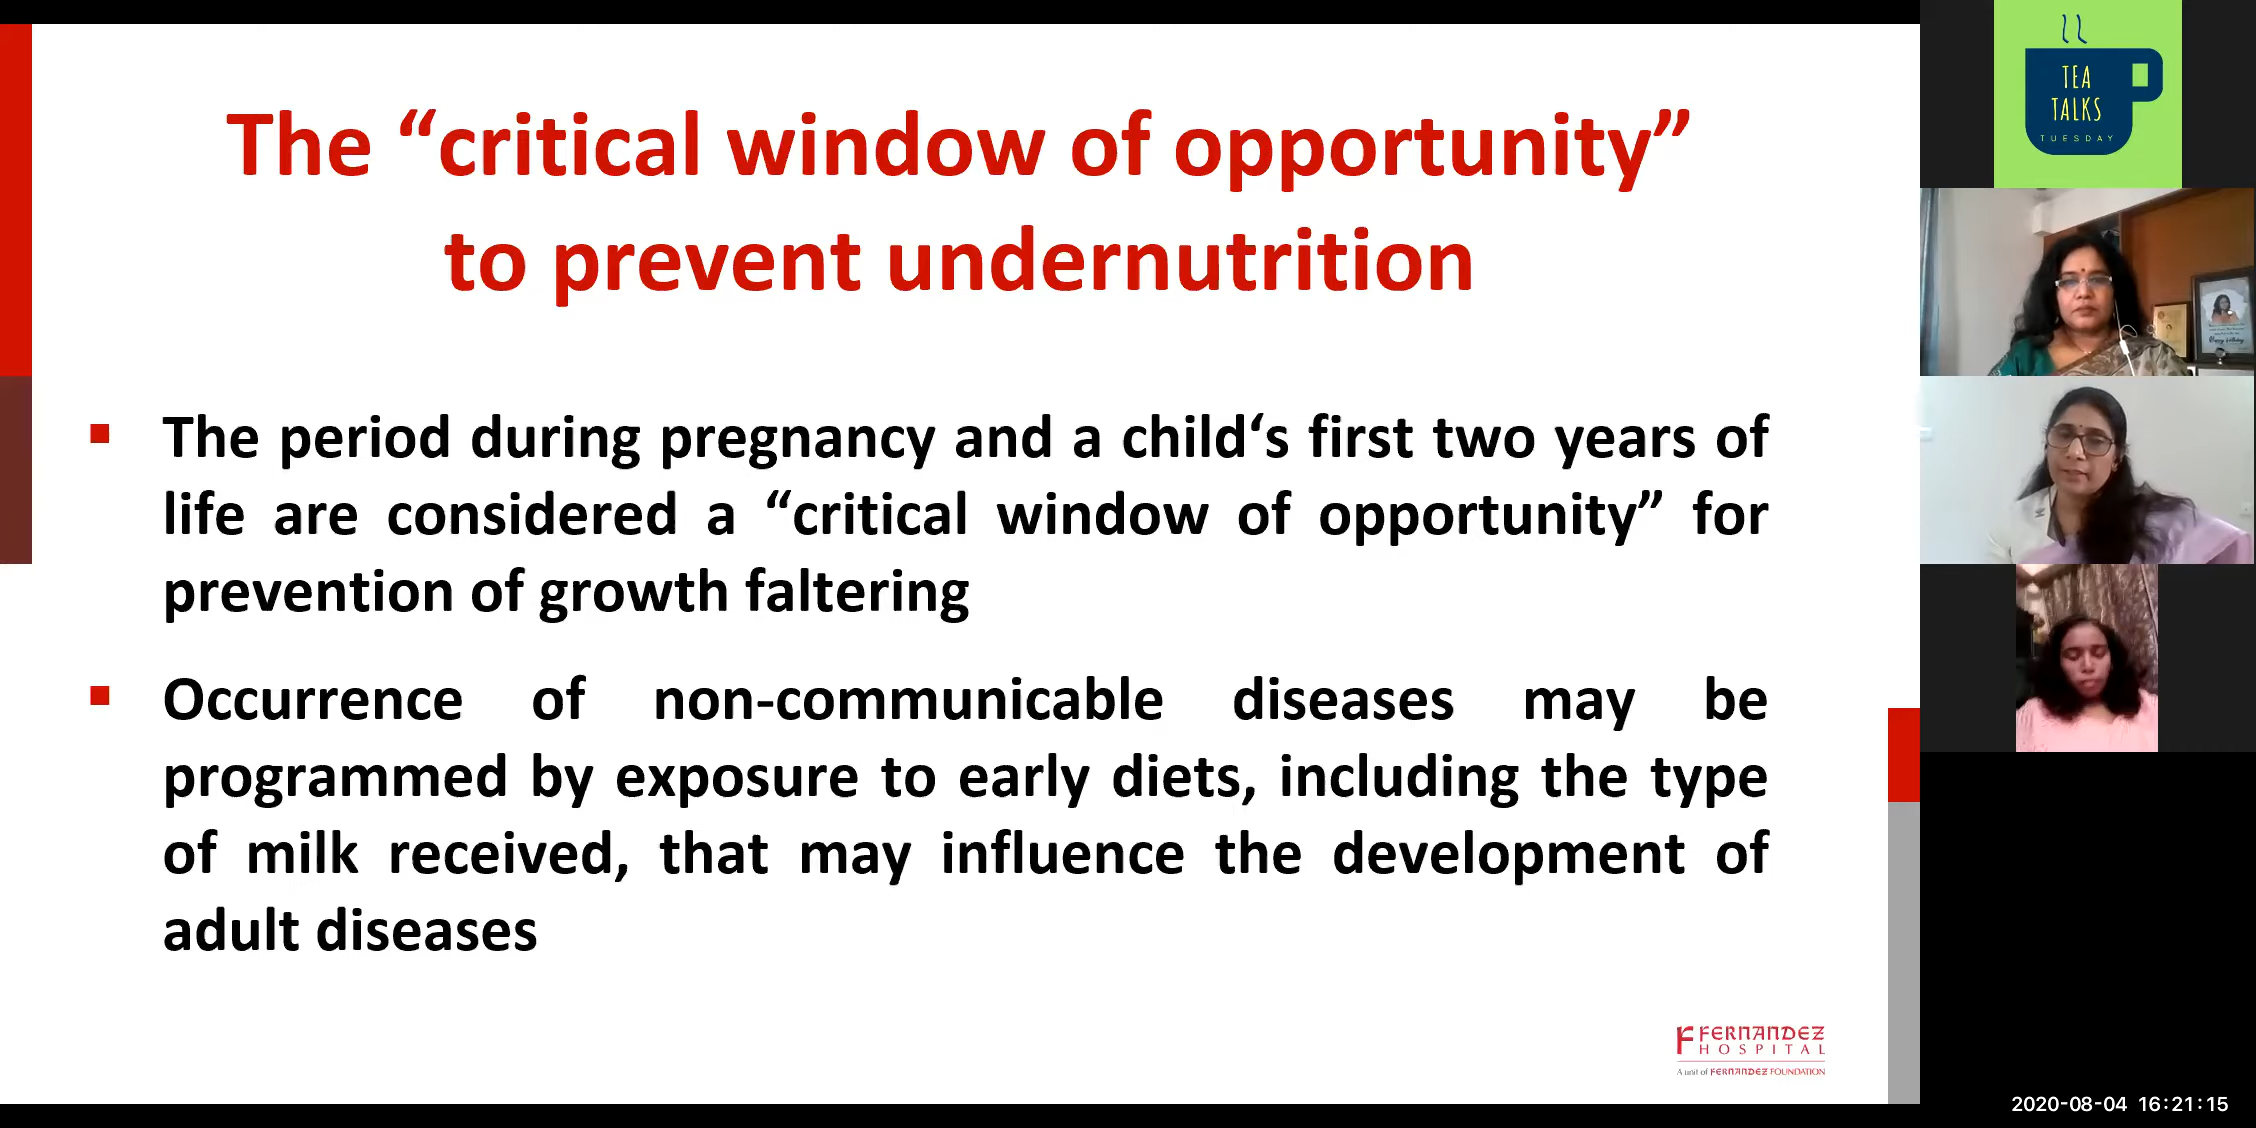 The “critical window of opportunity”
to prevent undernutrition
▪ The period during pregnancy and a child‘s first two years of
life are considered a “critical window of opportunity” for
prevention of growth faltering
▪ Occurrence of non-communicable diseases may be
programmed by exposure to early diets, including the type
of milk received, that may influence the development of
adult diseases
FERNANDEZ
HOSPITAL
A unit of FERNANDEZ FOUNDATION
TEA
TALKS
TUESDAY
2020-08-04 16:21:15